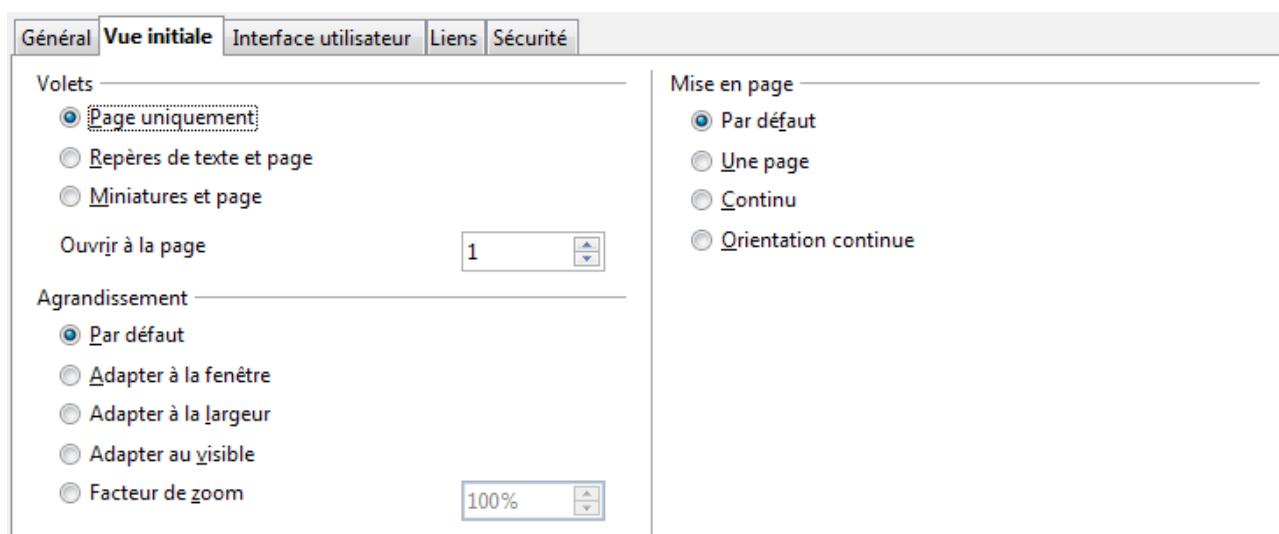 Général Vue initiale Interface utilisateur Liens Sécurité
Volets
Page uniquement
Repères de texte et page
Miniatures et page
Ouvrir à la page 1
Agrandissement
Par défaut
Adapter à la fenêtre
Adapter à la largeur
Adapter au visible
Facteur de zoom 100%
Mise en page
Par défaut
Une page
Continu
Orientation continue